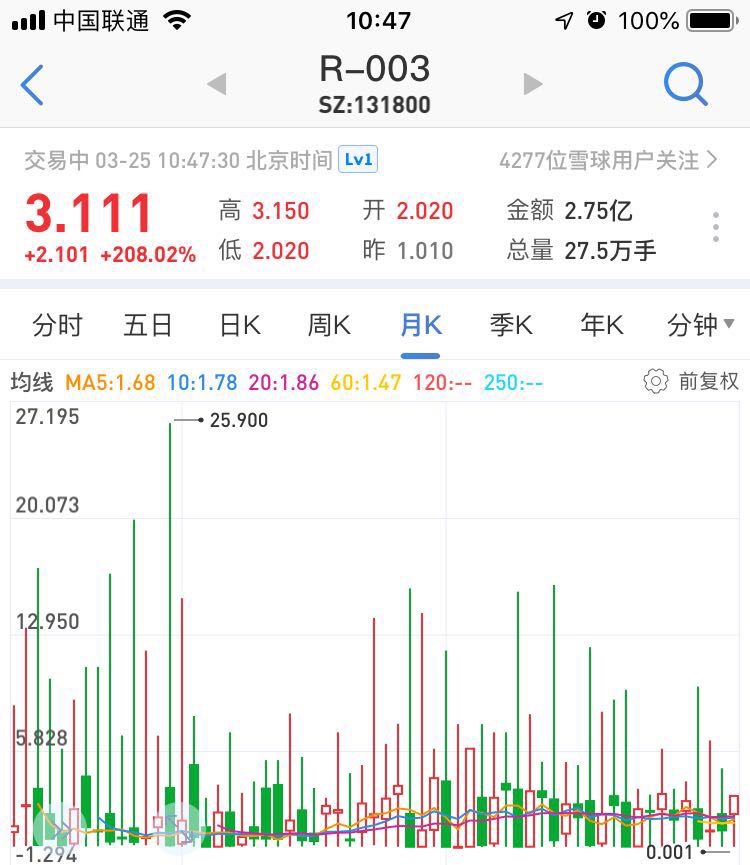 中国联通 10:47 100%
R-003
SZ:131800
交易中 03-25 10:47:30 北京时间 Lv1 4277位雪球用户关注
3.111 高 3.150 开 2.020 金额 2.75亿
+2.101 +208.02% 低 2.020 昨 1.010 总量 27.5万手
分时 五日 日K 周K 月K 季K 年K 分钟
均线 MA5:1.68 10:1.78 20:1.86 60:1.47 120:-- 250:-- 前复权
27.195
25.900
20.073
12.950
5.828
-1.294
0.001